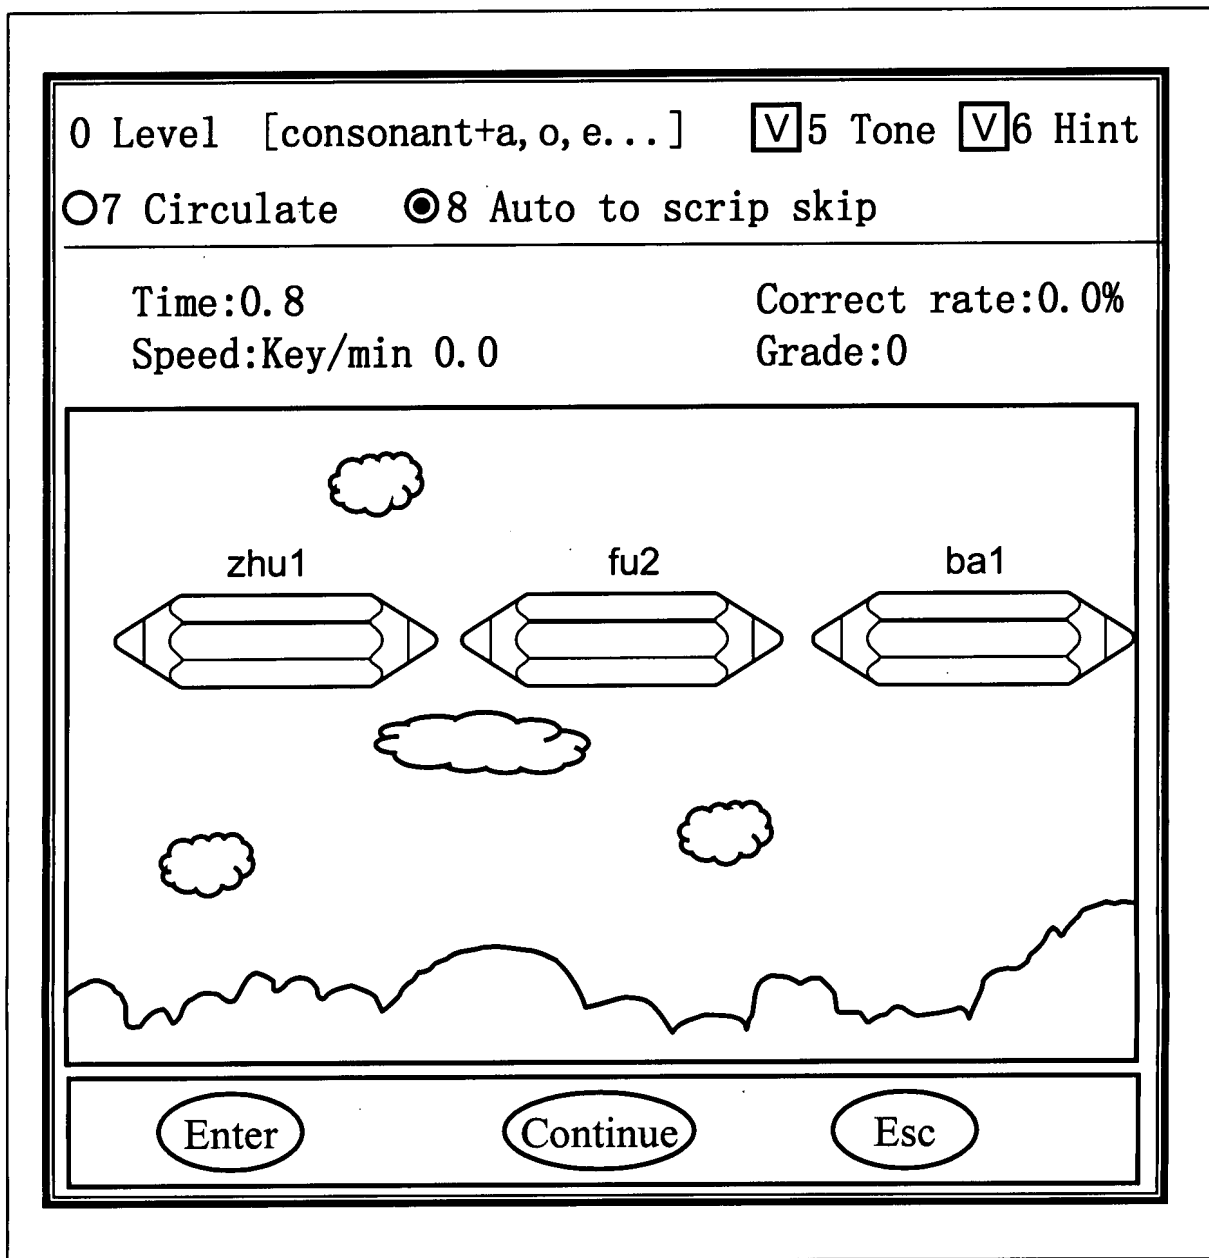 0 Level [consonant+a, o, e...] V 5 Tone V 6 Hint
7 Circulate 8 Auto to scrip skip
Time:0.8 Correct rate:0.0%
Speed:Key/min 0.0 Grade:0
zhu1 fu2 ba1
Enter Continue Esc